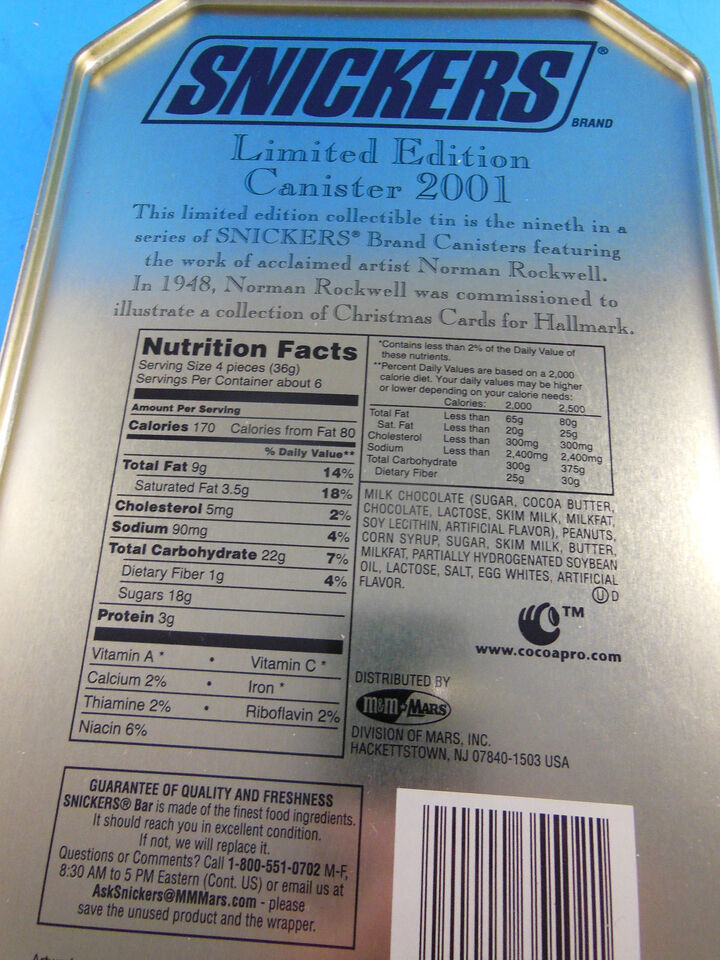 SNICKERS®
BRAND
Limited Edition
Canister 2001
This limited edition collectible tin is the nineth in a
series of SNICKERS® Brand Canisters featuring
the work of acclaimed artist Norman Rockwell.
In 1948, Norman Rockwell was commissioned to
illustrate a collection of Christmas Cards for Hallmark.
Nutrition Facts
Serving Size 4 pieces (36g)
Servings Per Container about 6
Amount Per Serving
Calories 170 Calories from Fat 80
% Daily Value**
Total Fat 9g 14%
Saturated Fat 3.5g 18%
Cholesterol 5mg 2%
Sodium 90mg 4%
Total Carbohydrate 22g 7%
Dietary Fiber 1g 4%
Sugars 18g
Protein 3g
Vitamin A * • Vitamin C *
Calcium 2% • Iron *
Thiamine 2% • Riboflavin 2%
Niacin 6%
*Contains less than 2% of the Daily Value of
these nutrients.
**Percent Daily Values are based on a 2,000
calorie diet. Your daily values may be higher
or lower depending on your calorie needs:
Calories: 2,000 2,500
Total Fat Less than 65g 80g
Sat. Fat Less than 20g 25g
Cholesterol Less than 300mg 300mg
Sodium Less than 2,400mg 2,400mg
Total Carbohydrate 300g 375g
Dietary Fiber 25g 30g
MILK CHOCOLATE (SUGAR, COCOA BUTTER,
CHOCOLATE, LACTOSE, SKIM MILK, MILKFAT,
SOY LECITHIN, ARTIFICIAL FLAVOR), PEANUTS,
CORN SYRUP, SUGAR, SKIM MILK, BUTTER,
MILKFAT, PARTIALLY HYDROGENATED SOYBEAN
OIL, LACTOSE, SALT, EGG WHITES, ARTIFICIAL
FLAVOR.
Ⓤ D
TM
www.cocoapro.com
DISTRIBUTED BY
m&m•MARS
DIVISION OF MARS, INC.
HACKETTSTOWN, NJ 07840-1503 USA
GUARANTEE OF QUALITY AND FRESHNESS
SNICKERS® Bar is made of the finest food ingredients.
It should reach you in excellent condition.
If not, we will replace it.
Questions or Comments? Call 1-800-551-0702 M-F,
8:30 AM to 5 PM Eastern (Cont. US) or email us at
AskSnickers@MMMars.com - please
save the unused product and the wrapper.